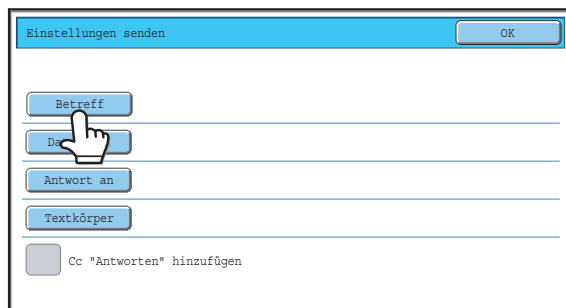 Einstellungen senden
OK
Betreff
Antwort an
Textkörper
Cc "Antworten" hinzufügen